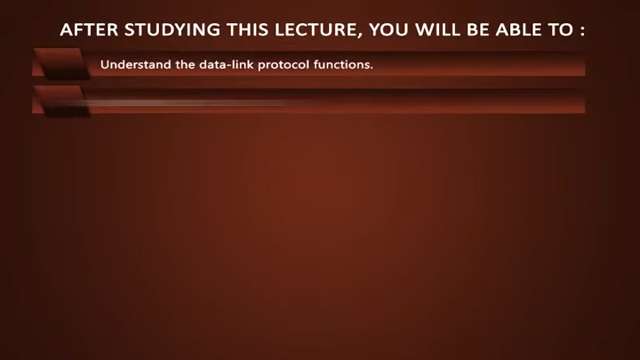 AFTER STUDYING THIS LECTURE, YOU WILL BE ABLE TO :
Understand the data-link protocol functions.